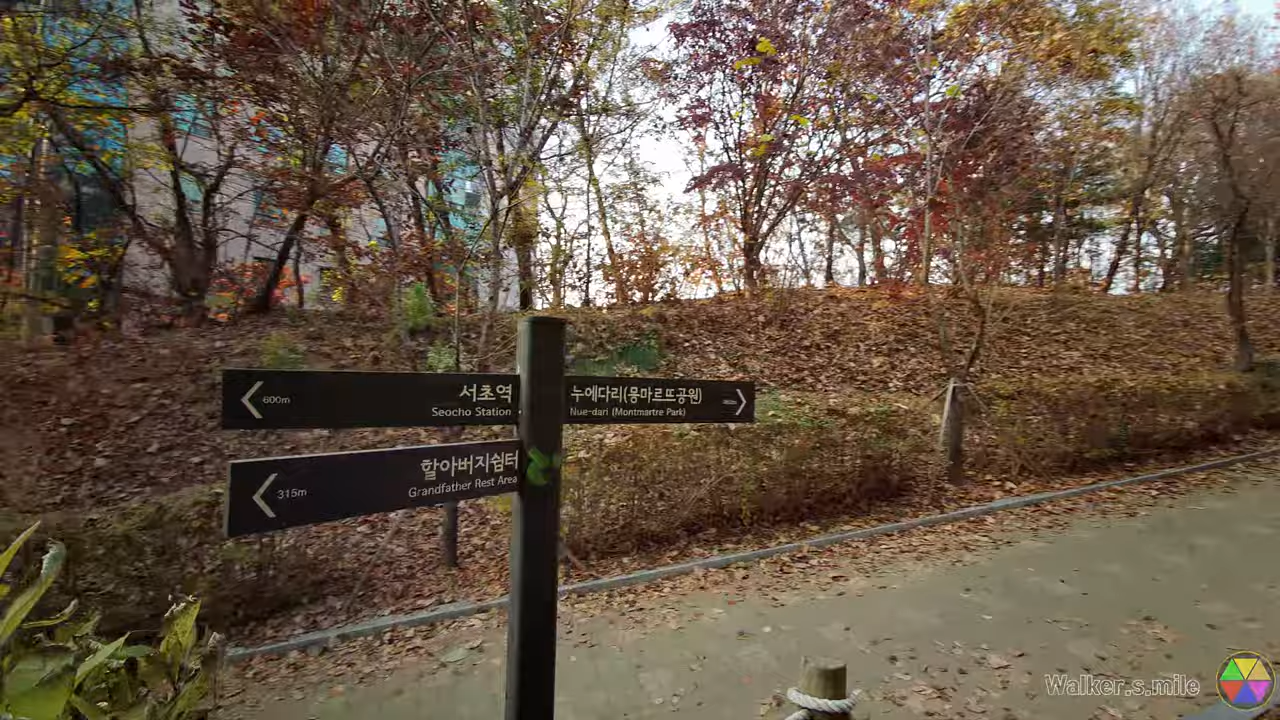 600m
서초역
Seocho Station
누에다리(몽마르뜨공원)
Nue-dari (Montmartre Park)
315m
할아버지쉼터
Grandfather Rest Area
Walker.s.mile